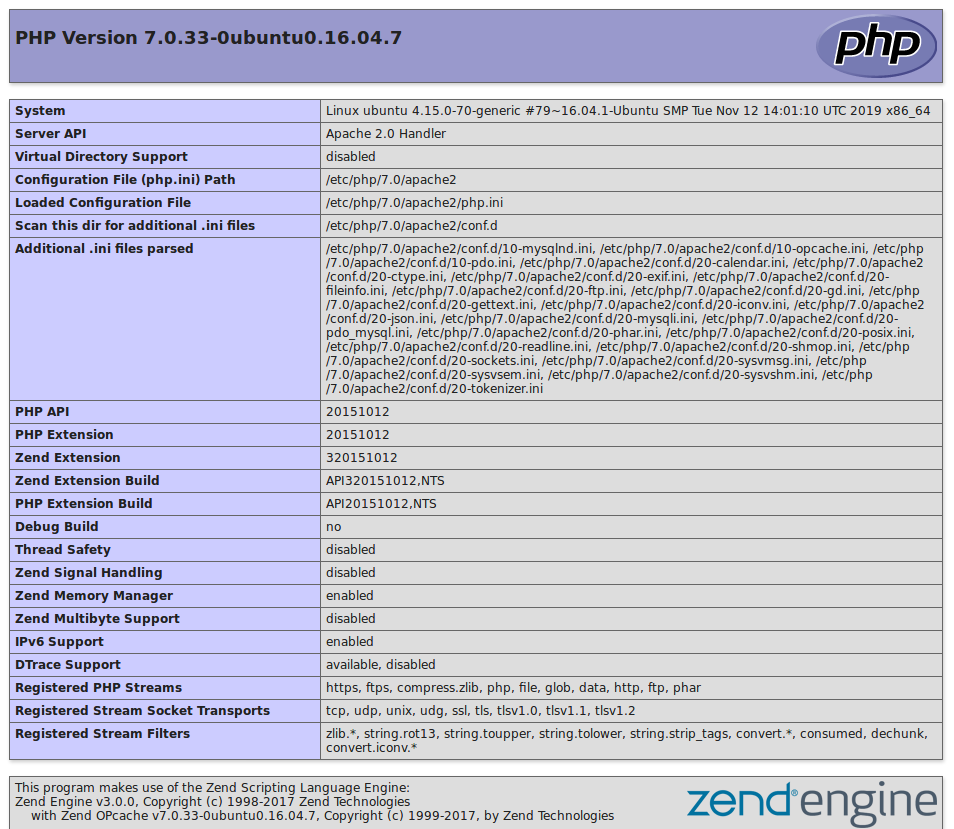 PHP Version 7.0.33-0ubuntu0.16.04.7
php
System Linux ubuntu 4.15.0-70-generic #79~16.04.1-Ubuntu SMP Tue Nov 12 14:01:10 UTC 2019 x86_64
Server API Apache 2.0 Handler
Virtual Directory Support disabled
Configuration File (php.ini) Path /etc/php/7.0/apache2
Loaded Configuration File /etc/php/7.0/apache2/php.ini
Scan this dir for additional .ini files /etc/php/7.0/apache2/conf.d
Additional .ini files parsed /etc/php/7.0/apache2/conf.d/10-mysqlnd.ini, /etc/php/7.0/apache2/conf.d/10-opcache.ini, /etc/php
/7.0/apache2/conf.d/10-pdo.ini, /etc/php/7.0/apache2/conf.d/20-calendar.ini, /etc/php/7.0/apache2
/conf.d/20-ctype.ini, /etc/php/7.0/apache2/conf.d/20-exif.ini, /etc/php/7.0/apache2/conf.d/20-
fileinfo.ini, /etc/php/7.0/apache2/conf.d/20-ftp.ini, /etc/php/7.0/apache2/conf.d/20-gd.ini, /etc/php
/7.0/apache2/conf.d/20-gettext.ini, /etc/php/7.0/apache2/conf.d/20-iconv.ini, /etc/php/7.0/apache2
/conf.d/20-json.ini, /etc/php/7.0/apache2/conf.d/20-mysqli.ini, /etc/php/7.0/apache2/conf.d/20-
pdo_mysql.ini, /etc/php/7.0/apache2/conf.d/20-phar.ini, /etc/php/7.0/apache2/conf.d/20-posix.ini,
/etc/php/7.0/apache2/conf.d/20-readline.ini, /etc/php/7.0/apache2/conf.d/20-shmop.ini, /etc/php
/7.0/apache2/conf.d/20-sockets.ini, /etc/php/7.0/apache2/conf.d/20-sysvmsg.ini, /etc/php
/7.0/apache2/conf.d/20-sysvsem.ini, /etc/php/7.0/apache2/conf.d/20-sysvshm.ini, /etc/php
/7.0/apache2/conf.d/20-tokenizer.ini
PHP API 20151012
PHP Extension 20151012
Zend Extension 320151012
Zend Extension Build API320151012,NTS
PHP Extension Build API20151012,NTS
Debug Build no
Thread Safety disabled
Zend Signal Handling disabled
Zend Memory Manager enabled
Zend Multibyte Support disabled
IPv6 Support enabled
DTrace Support available, disabled
Registered PHP Streams https, ftps, compress.zlib, php, file, glob, data, http, ftp, phar
Registered Stream Socket Transports tcp, udp, unix, udg, ssl, tls, tlsv1.0, tlsv1.1, tlsv1.2
Registered Stream Filters zlib.*, string.rot13, string.toupper, string.tolower, string.strip_tags, convert.*, consumed, dechunk,
convert.iconv.*
This program makes use of the Zend Scripting Language Engine:
Zend Engine v3.0.0, Copyright (c) 1998-2017 Zend Technologies
with Zend OPcache v7.0.33-0ubuntu0.16.04.7, Copyright (c) 1999-2017, by Zend Technologies
zend®engine